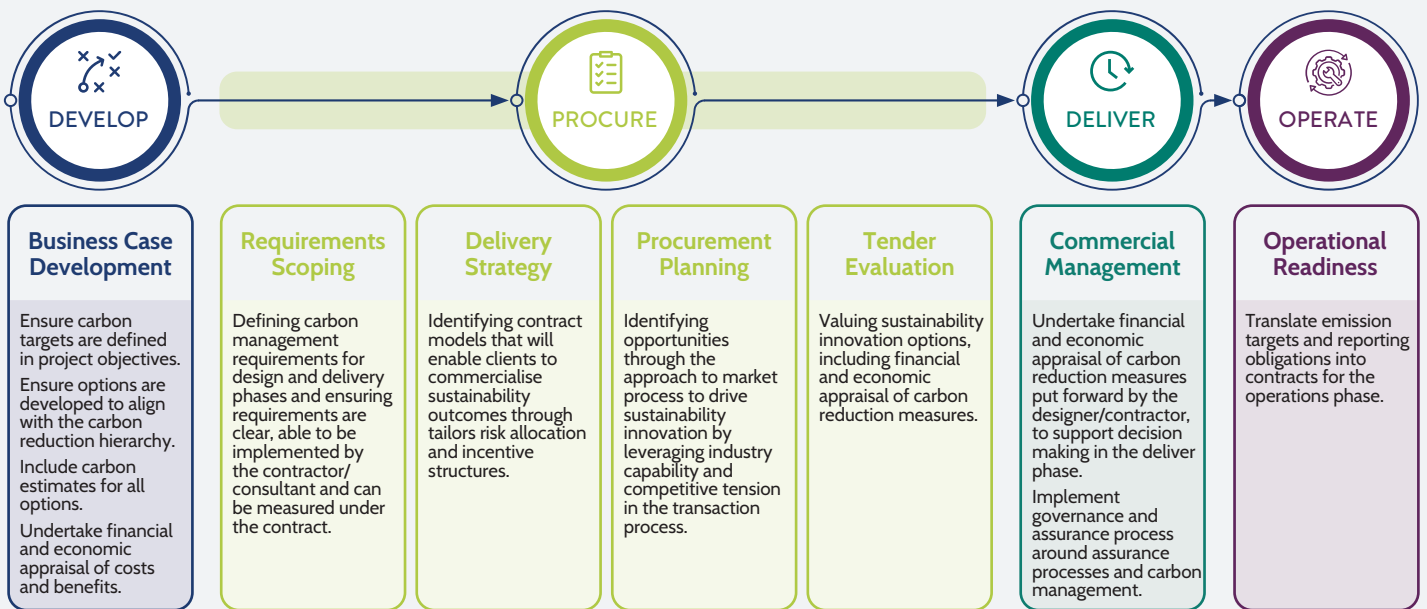 DEVELOP
PROCURE
DELIVER
OPERATE
Business Case
Development
Ensure carbon
targets are defined
in project objectives.
Ensure options are
developed to align
with the carbon
reduction hierarchy.
Include carbon
estimates for all
options.
Undertake financial
and economic
appraisal of costs
and benefits.
Requirements
Scoping
Defining carbon
management
requirements for
design and delivery
phases and ensuring
requirements are
clear, able to be
implemented by
the contractor/
consultant and can
be measured under
the contract.
Delivery
Strategy
Identifying contract
models that will
enable clients to
commercialise
sustainability
outcomes through
tailors risk allocation
and incentive
structures.
Procurement
Planning
Identifying
opportunities
through the
approach to market
process to drive
sustainability
innovation by
leveraging industry
capability and
competitive tension
in the transaction
process.
Tender
Evaluation
Valuing sustainability
innovation options,
including financial
and economic
appraisal of carbon
reduction measures.
Commercial
Management
Undertake financial
and economic
appraisal of carbon
reduction measures
put forward by the
designer/contractor,
to support decision
making in the deliver
phase.
Implement
governance and
assurance process
around assurance
processes and carbon
management.
Operational
Readiness
Translate emission
targets and reporting
obligations into
contracts for the
operations phase.